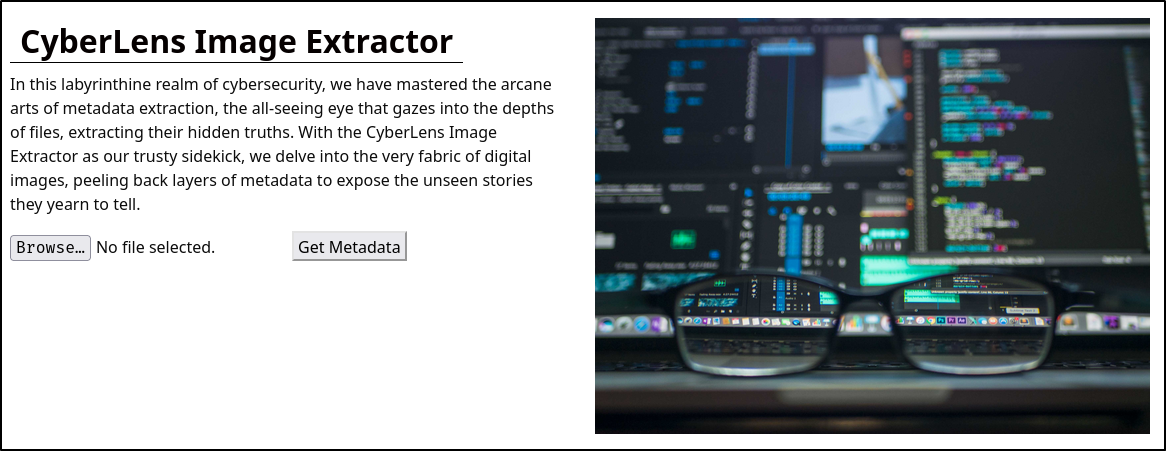 CyberLens Image Extractor
In this labyrinthine realm of cybersecurity, we have mastered the arcane
arts of metadata extraction, the all-seeing eye that gazes into the depths
of files, extracting their hidden truths. With the CyberLens Image
Extractor as our trusty sidekick, we delve into the very fabric of digital
images, peeling back layers of metadata to expose the unseen stories
they yearn to tell.
Browse… No file selected. Get Metadata